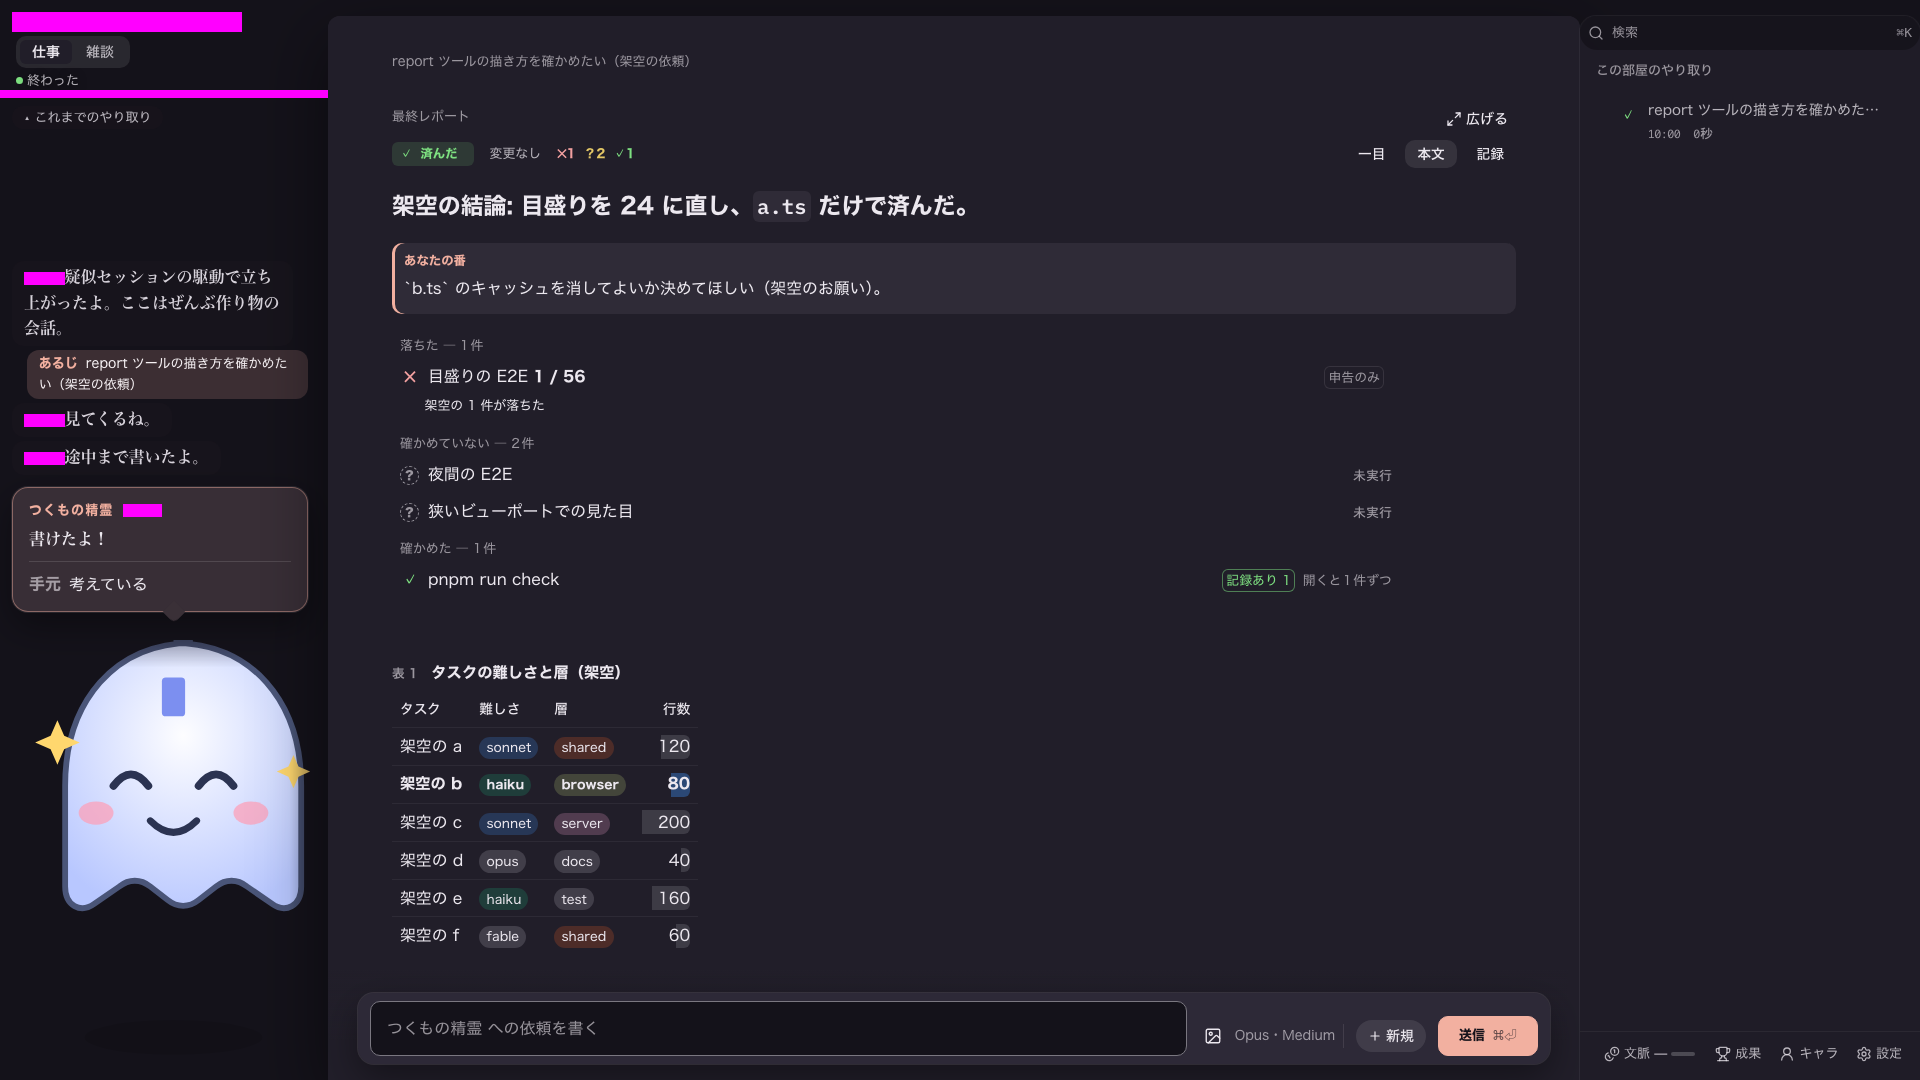 仕事 雑談
終わった
これまでのやり取り
疑似セッションの駆動で立ち
上がったよ。ここはぜんぶ作り物の
会話。
あるじ report ツールの描き方を確かめた
い（架空の依頼）
見てくるね。
途中まで書いたよ。
つくもの精霊
書けたよ！
手元 考えている
report ツールの描き方を確かめたい（架空の依頼）
最終レポート
広げる
✓ 済んだ 変更なし ×1 ?2 ✓1
一目 本文 記録
架空の結論: 目盛りを 24 に直し、a.ts だけで済んだ。
あなたの番
`b.ts` のキャッシュを消してよいか決めてほしい（架空のお願い）。
落ちた — 1件
× 目盛りの E2E 1 / 56 申告のみ
架空の 1 件が落ちた
確かめていない — 2件
? 夜間の E2E 未実行
? 狭いビューポートでの見た目 未実行
確かめた — 1件
✓ pnpm run check 記録あり 1 開くと1件ずつ
表 1 タスクの難しさと層（架空）
タスク 難しさ 層 行数
架空の a sonnet shared 120
架空の b haiku browser 80
架空の c sonnet server 200
架空の d opus docs 40
架空の e haiku test 160
架空の f fable shared 60
つくもの精霊 への依頼を書く
Opus・Medium
+ 新規
送信 ⌘⏎
検索 ⌘K
この部屋のやり取り
✓ report ツールの描き方を確かめた…
10:00 0秒
文脈 —
成果
キャラ
設定